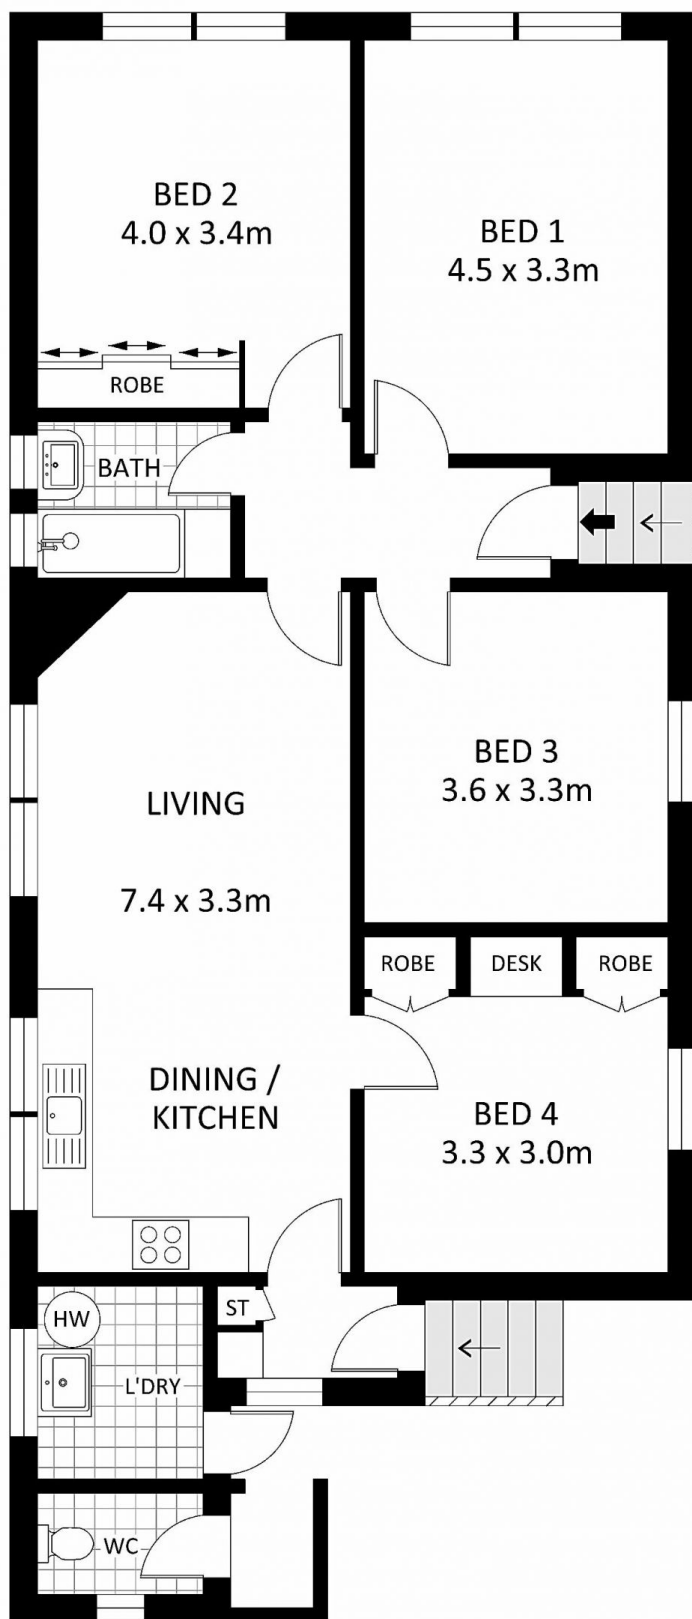 BED 2
4.0 x 3.4m
BED 1
4.5 x 3.3m
ROBE
BATH
BED 3
3.6 x 3.3m
LIVING
7.4 x 3.3m
ROBE
DESK
ROBE
DINING /
KITCHEN
BED 4
3.3 x 3.0m
HW
ST
L'DRY
WC